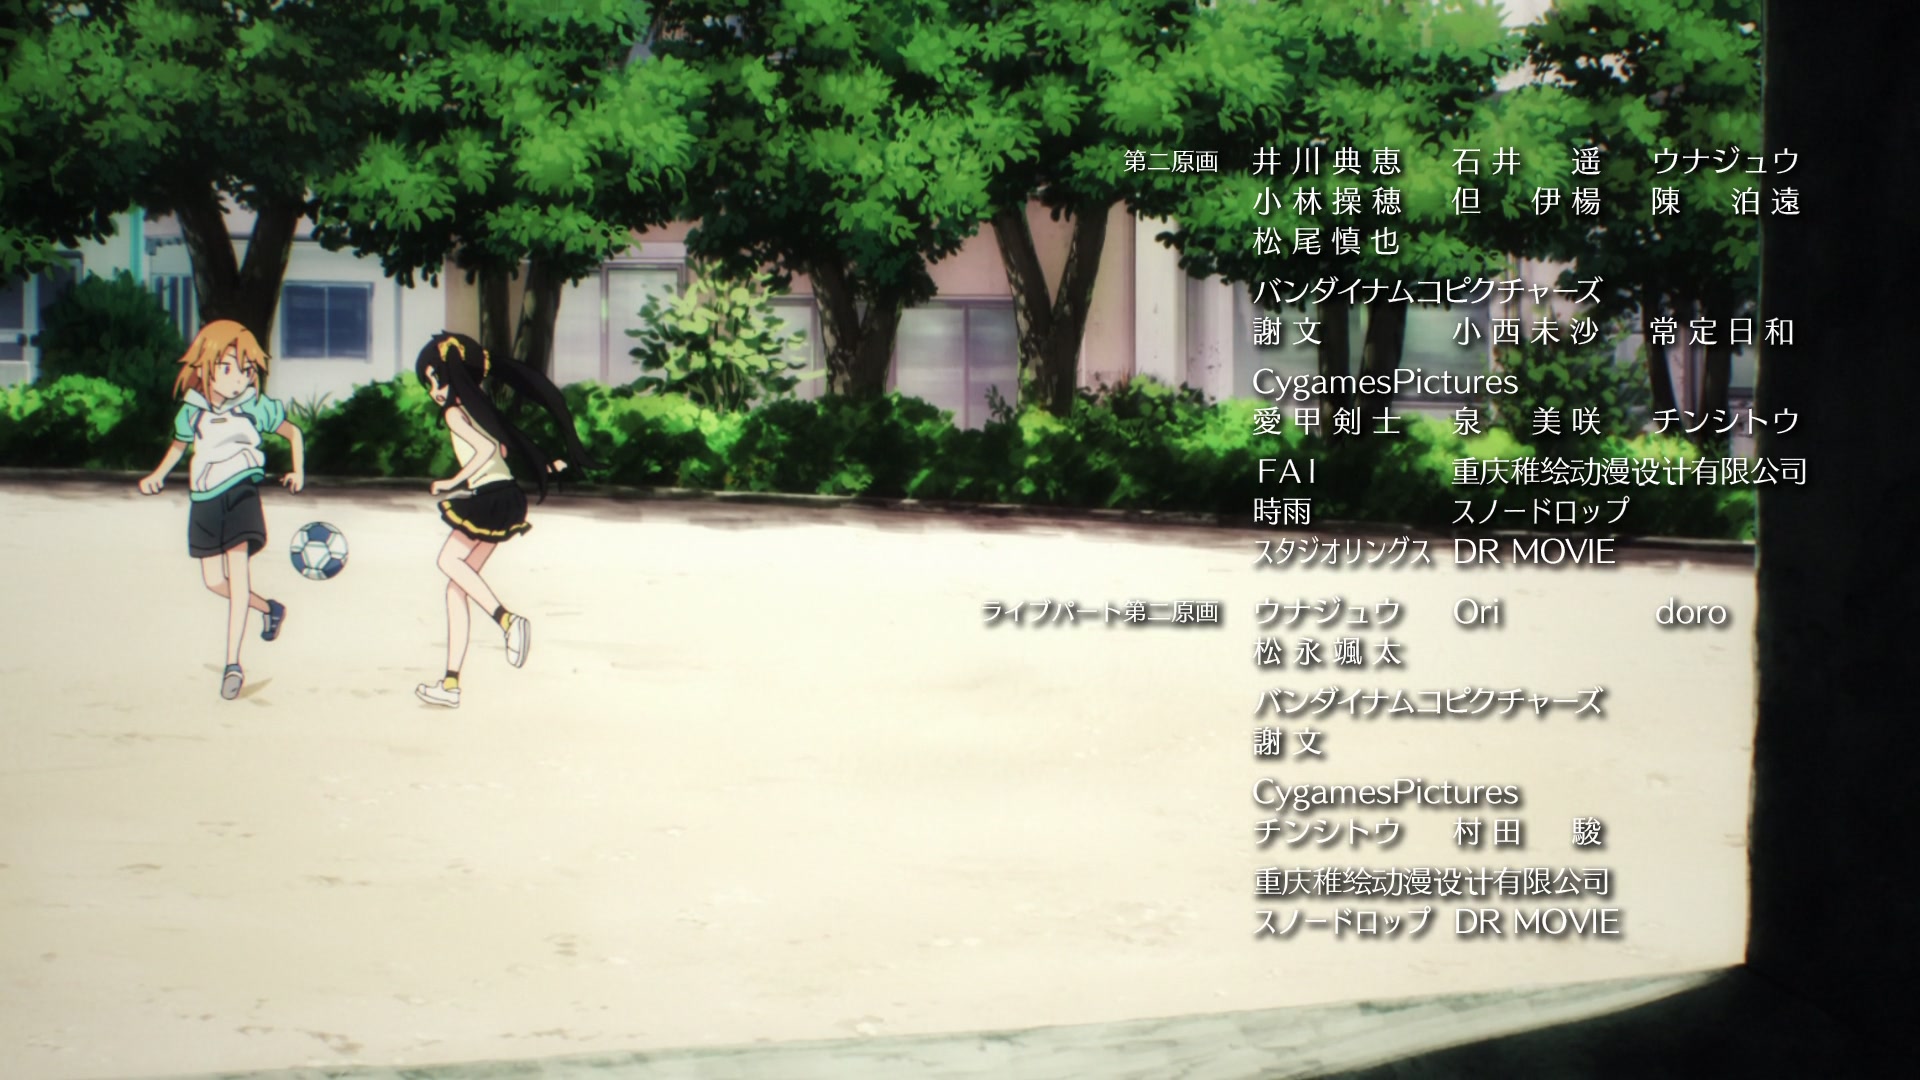 第二原画 井川典恵 石井 遥 ウナジュウ
小林操穂 但 伊楊 陳 泊遠
松尾慎也
バンダイナムコピクチャーズ
謝文 小西未沙 常定日和
CygamesPictures
愛甲剣士 泉 美咲 チンシトウ
FAI 重庆稚绘动漫设计有限公司
時雨 スノードロップ
スタジオリングス DR MOVIE
ライブパート第二原画 ウナジュウ Ori doro
松永颯太
バンダイナムコピクチャーズ
謝文
CygamesPictures
チンシトウ 村田 駿
重庆稚绘动漫设计有限公司
スノードロップ DR MOVIE